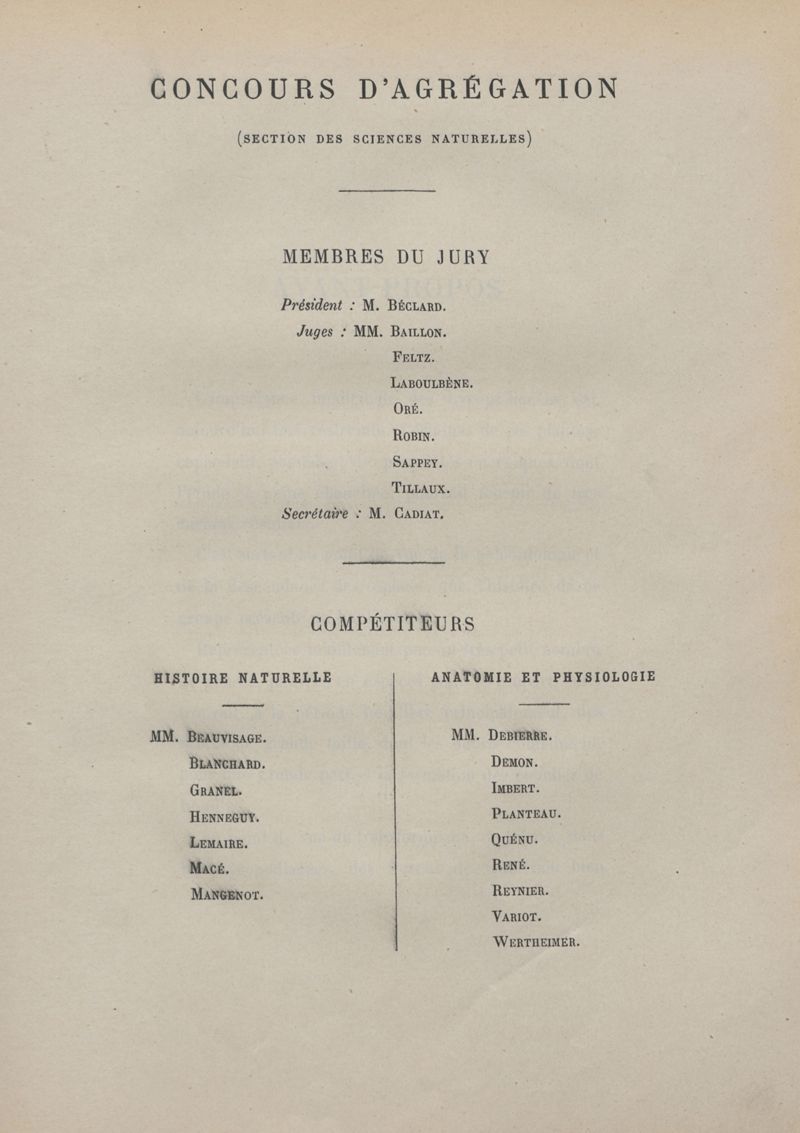 CONCOURS D'AGRÉGATION
(SECTION DES SCIENCES NATURELLES)
MEMBRES DU JURY
Président : M. BÉCLARD.
Juges : MM. BAILLON.
FELTZ.
LABOULBÈNE.
ORÉ.
ROBIN.
SAPPEY.
TILLAUX.
Secrétaire : M. CADIAT.
COMPÉTITEURS
HISTOIRE NATURELLE
MM. BEAUVISAGE.
BLANCHARD.
GRANEL.
HENNEGUY.
LEMAIRE.
MACÉ.
MANGENOT.
ANATOMIE ET PHYSIOLOGIE
MM. DEBIERRE.
DEMON.
IMBERT.
PLANTEAU.
QUÉNU.
RENÉ.
REYNIER.
VARIOT.
WERTHEIMER.